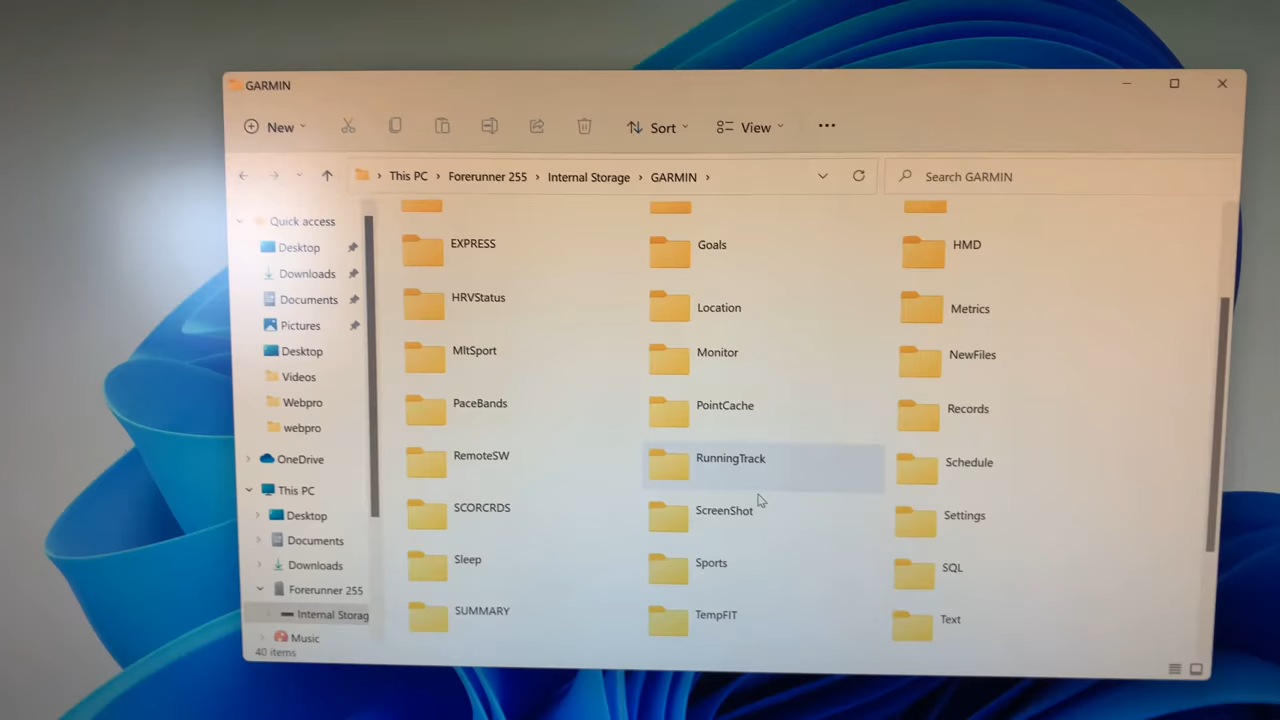 GARMIN
New
Sort
View
This PC > Forerunner 255 > Internal Storage > GARMIN >
Search GARMIN
Quick access
Desktop
Downloads
Documents
Pictures
Desktop
Videos
Webpro
webpro
OneDrive
This PC
Desktop
Documents
Downloads
Forerunner 255
Internal Storag
Music
EXPRESS Goals HMD
HRVStatus Location Metrics
MltSport Monitor NewFiles
PaceBands PointCache Records
RemoteSW RunningTrack Schedule
SCORCRDS ScreenShot Settings
Sleep Sports SQL
SUMMARY TempFIT Text
40 items